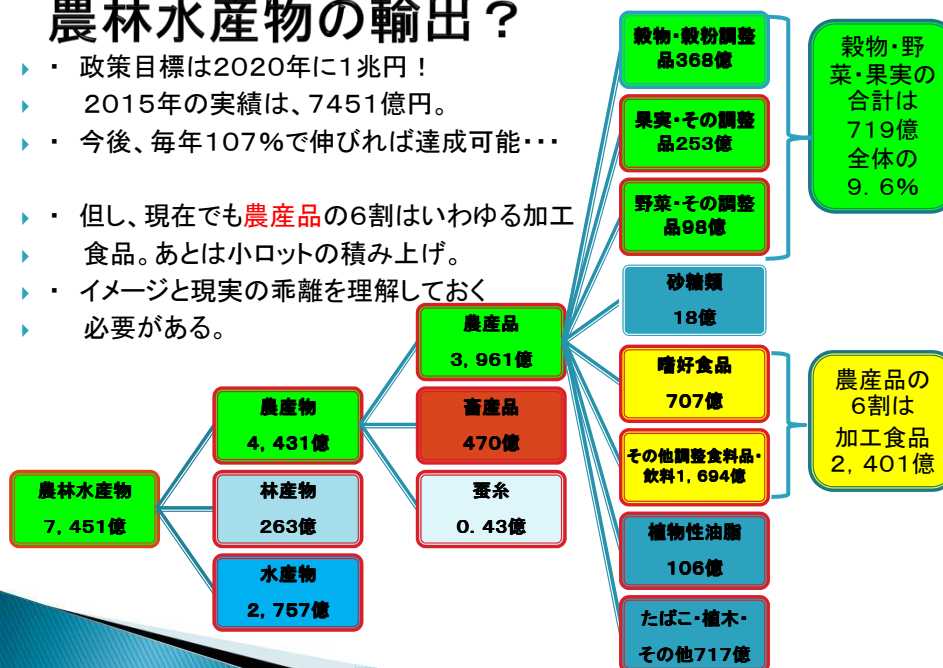 農林水産物の輸出？
・ 政策目標は2020年に1兆円！
2015年の実績は、7451億円。
・ 今後、毎年107％で伸びれば達成可能・・・
・ 但し、現在でも農産品の6割はいわゆる加工
食品。あとは小ロットの積み上げ。
・ イメージと現実の乖離を理解しておく
必要がある。
農林水産物
7，451億
農産物
4，431億
林産物
263億
水産物
2，757億
農産品
3，961億
畜産品
470億
蚕糸
0．43億
穀物・穀粉調整
品368億
果実・その調整
品253億
野菜・その調整
品98億
砂糖類
18億
嗜好食品
707億
その他調整食料品・
飲料1，694億
植物性油脂
106億
たばこ・植木・
その他717億
穀物・野
菜・果実の
合計は
719億
全体の
9．6％
農産品の
6割は
加工食品
2，401億